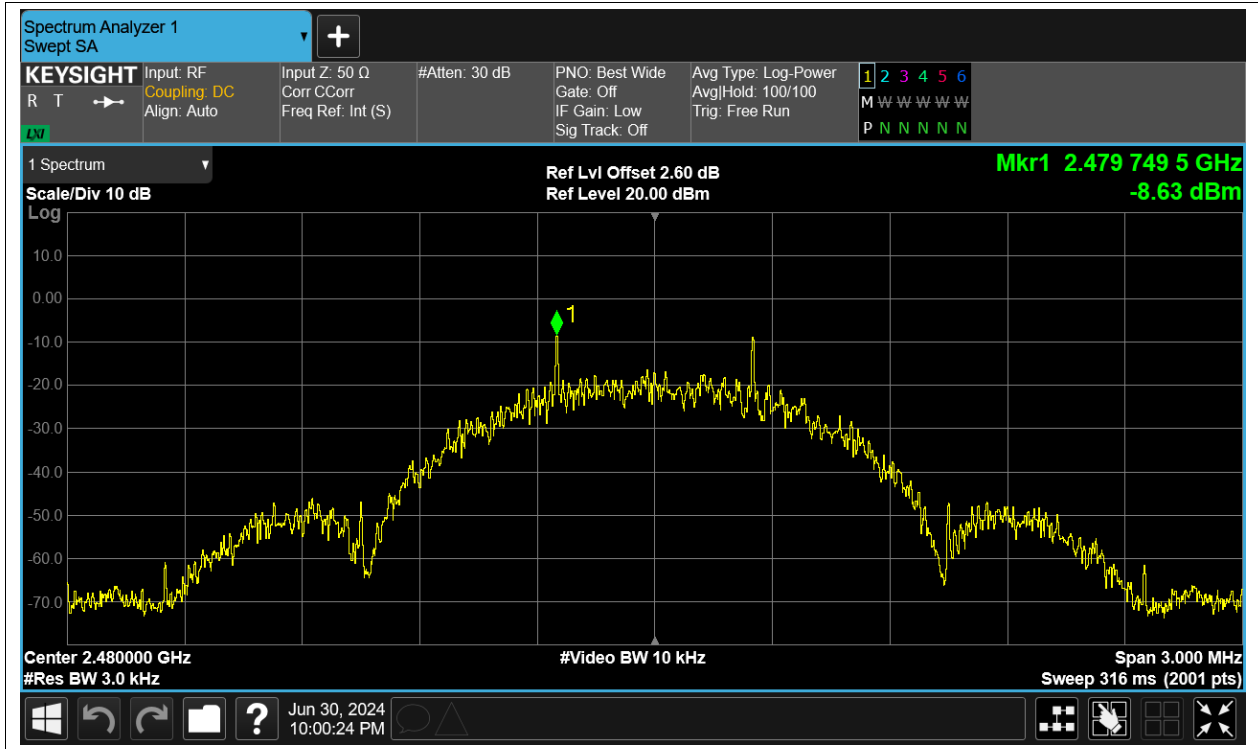 Spectrum Analyzer 1
Swept SA
+
KEYSIGHT
R T
LXI
Input: RF
Coupling: DC
Align: Auto
Input Z: 50 Ω
Corr CCorr
Freq Ref: Int (S)
#Atten: 30 dB
PNO: Best Wide
Gate: Off
IF Gain: Low
Sig Track: Off
Avg Type: Log-Power
Avg|Hold: 100/100
Trig: Free Run
1 2 3 4 5 6
M W W W W W
P N N N N N
1 Spectrum
Scale/Div 10 dB
Ref Lvl Offset 2.60 dB
Ref Level 20.00 dBm
Mkr1 2.479 749 5 GHz
-8.63 dBm
Log
10.0
0.00
-10.0
-20.0
-30.0
-40.0
-50.0
-60.0
-70.0
1
Center 2.480000 GHz
#Res BW 3.0 kHz
#Video BW 10 kHz
Span 3.000 MHz
Sweep 316 ms (2001 pts)
?
Jun 30, 2024
10:00:24 PM